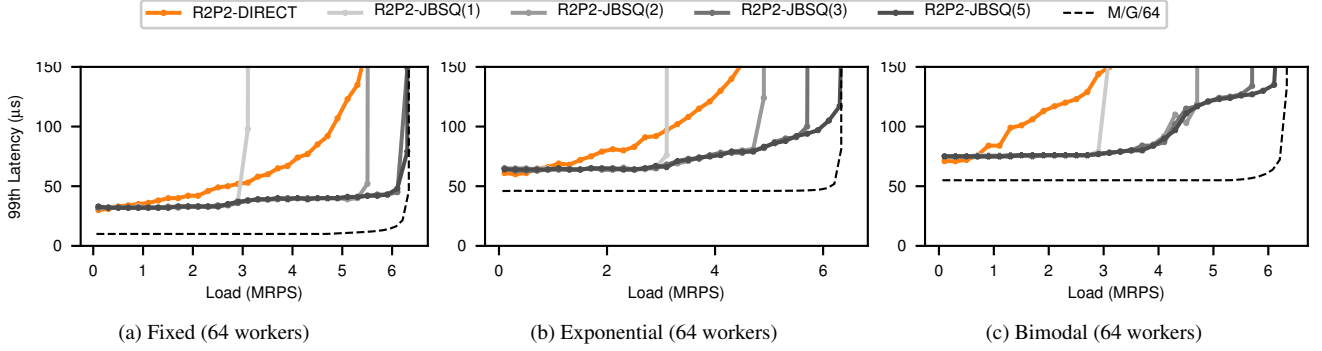 R2P2-DIRECT R2P2-JBSQ(1) R2P2-JBSQ(2) R2P2-JBSQ(3) R2P2-JBSQ(5) M/G/64
99th Latency (μs)
150
100
50
0
0 1 2 3 4 5 6
Load (MRPS)
(a) Fixed (64 workers)
150
100
50
0
0 2 4 6
Load (MRPS)
(b) Exponential (64 workers)
150
100
50
0
0 1 2 3 4 5 6
Load (MRPS)
(c) Bimodal (64 workers)